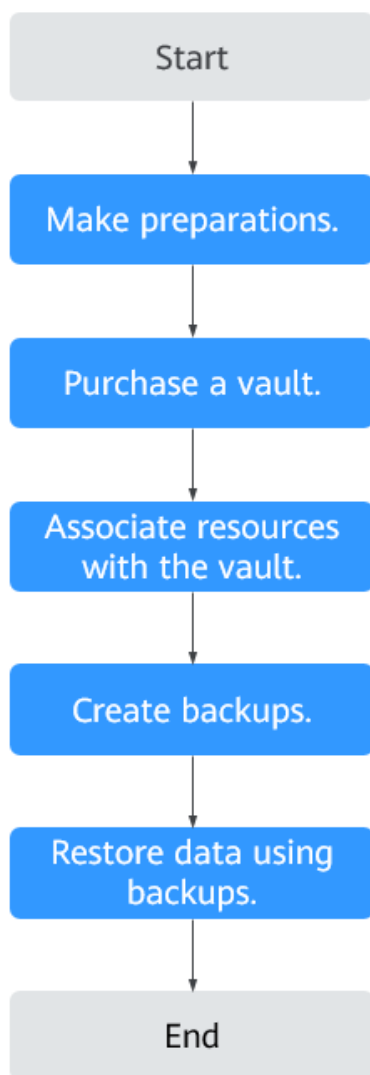 Start
Make preparations.
Purchase a vault.
Associate resources
with the vault.
Create backups.
Restore data using
backups.
End